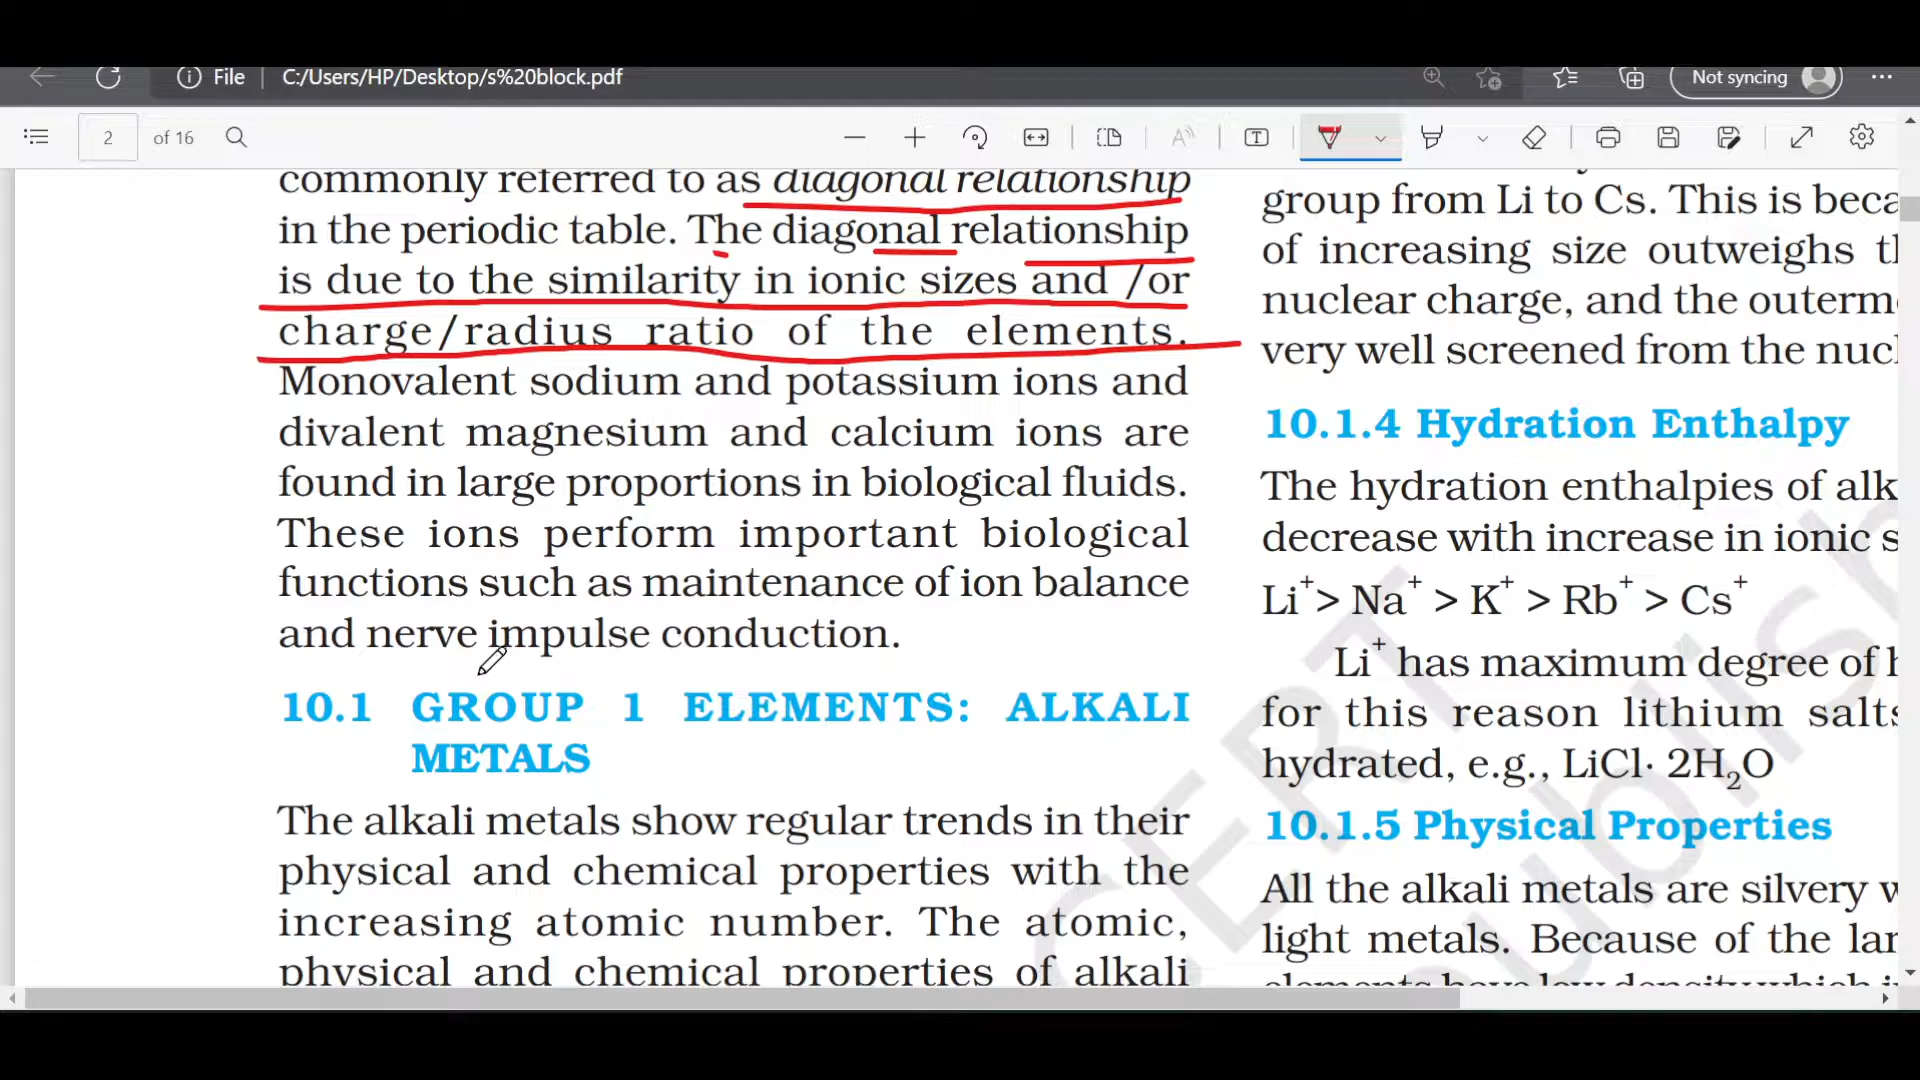 File
C:/Users/HP/Desktop/s%20block.pdf
Not syncing
2 of 16
commonly referred to as diagonal relationship
in the periodic table. The diagonal relationship
is due to the similarity in ionic sizes and /or
charge/radius ratio of the elements.
Monovalent sodium and potassium ions and
divalent magnesium and calcium ions are
found in large proportions in biological fluids.
These ions perform important biological
functions such as maintenance of ion balance
and nerve impulse conduction.
10.1 GROUP 1 ELEMENTS: ALKALI
METALS
The alkali metals show regular trends in their
physical and chemical properties with the
increasing atomic number. The atomic,
physical and chemical properties of alkali
group from Li to Cs. This is beca
of increasing size outweighs t
nuclear charge, and the outerm
very well screened from the nuc
10.1.4 Hydration Enthalpy
The hydration enthalpies of alk
decrease with increase in ionic s
Li⁺> Na⁺ > K⁺ > Rb⁺ > Cs⁺
Li⁺ has maximum degree of h
for this reason lithium salts
hydrated, e.g., LiCl· 2H₂O
10.1.5 Physical Properties
All the alkali metals are silvery w
light metals. Because of the lar
elements have low density which i